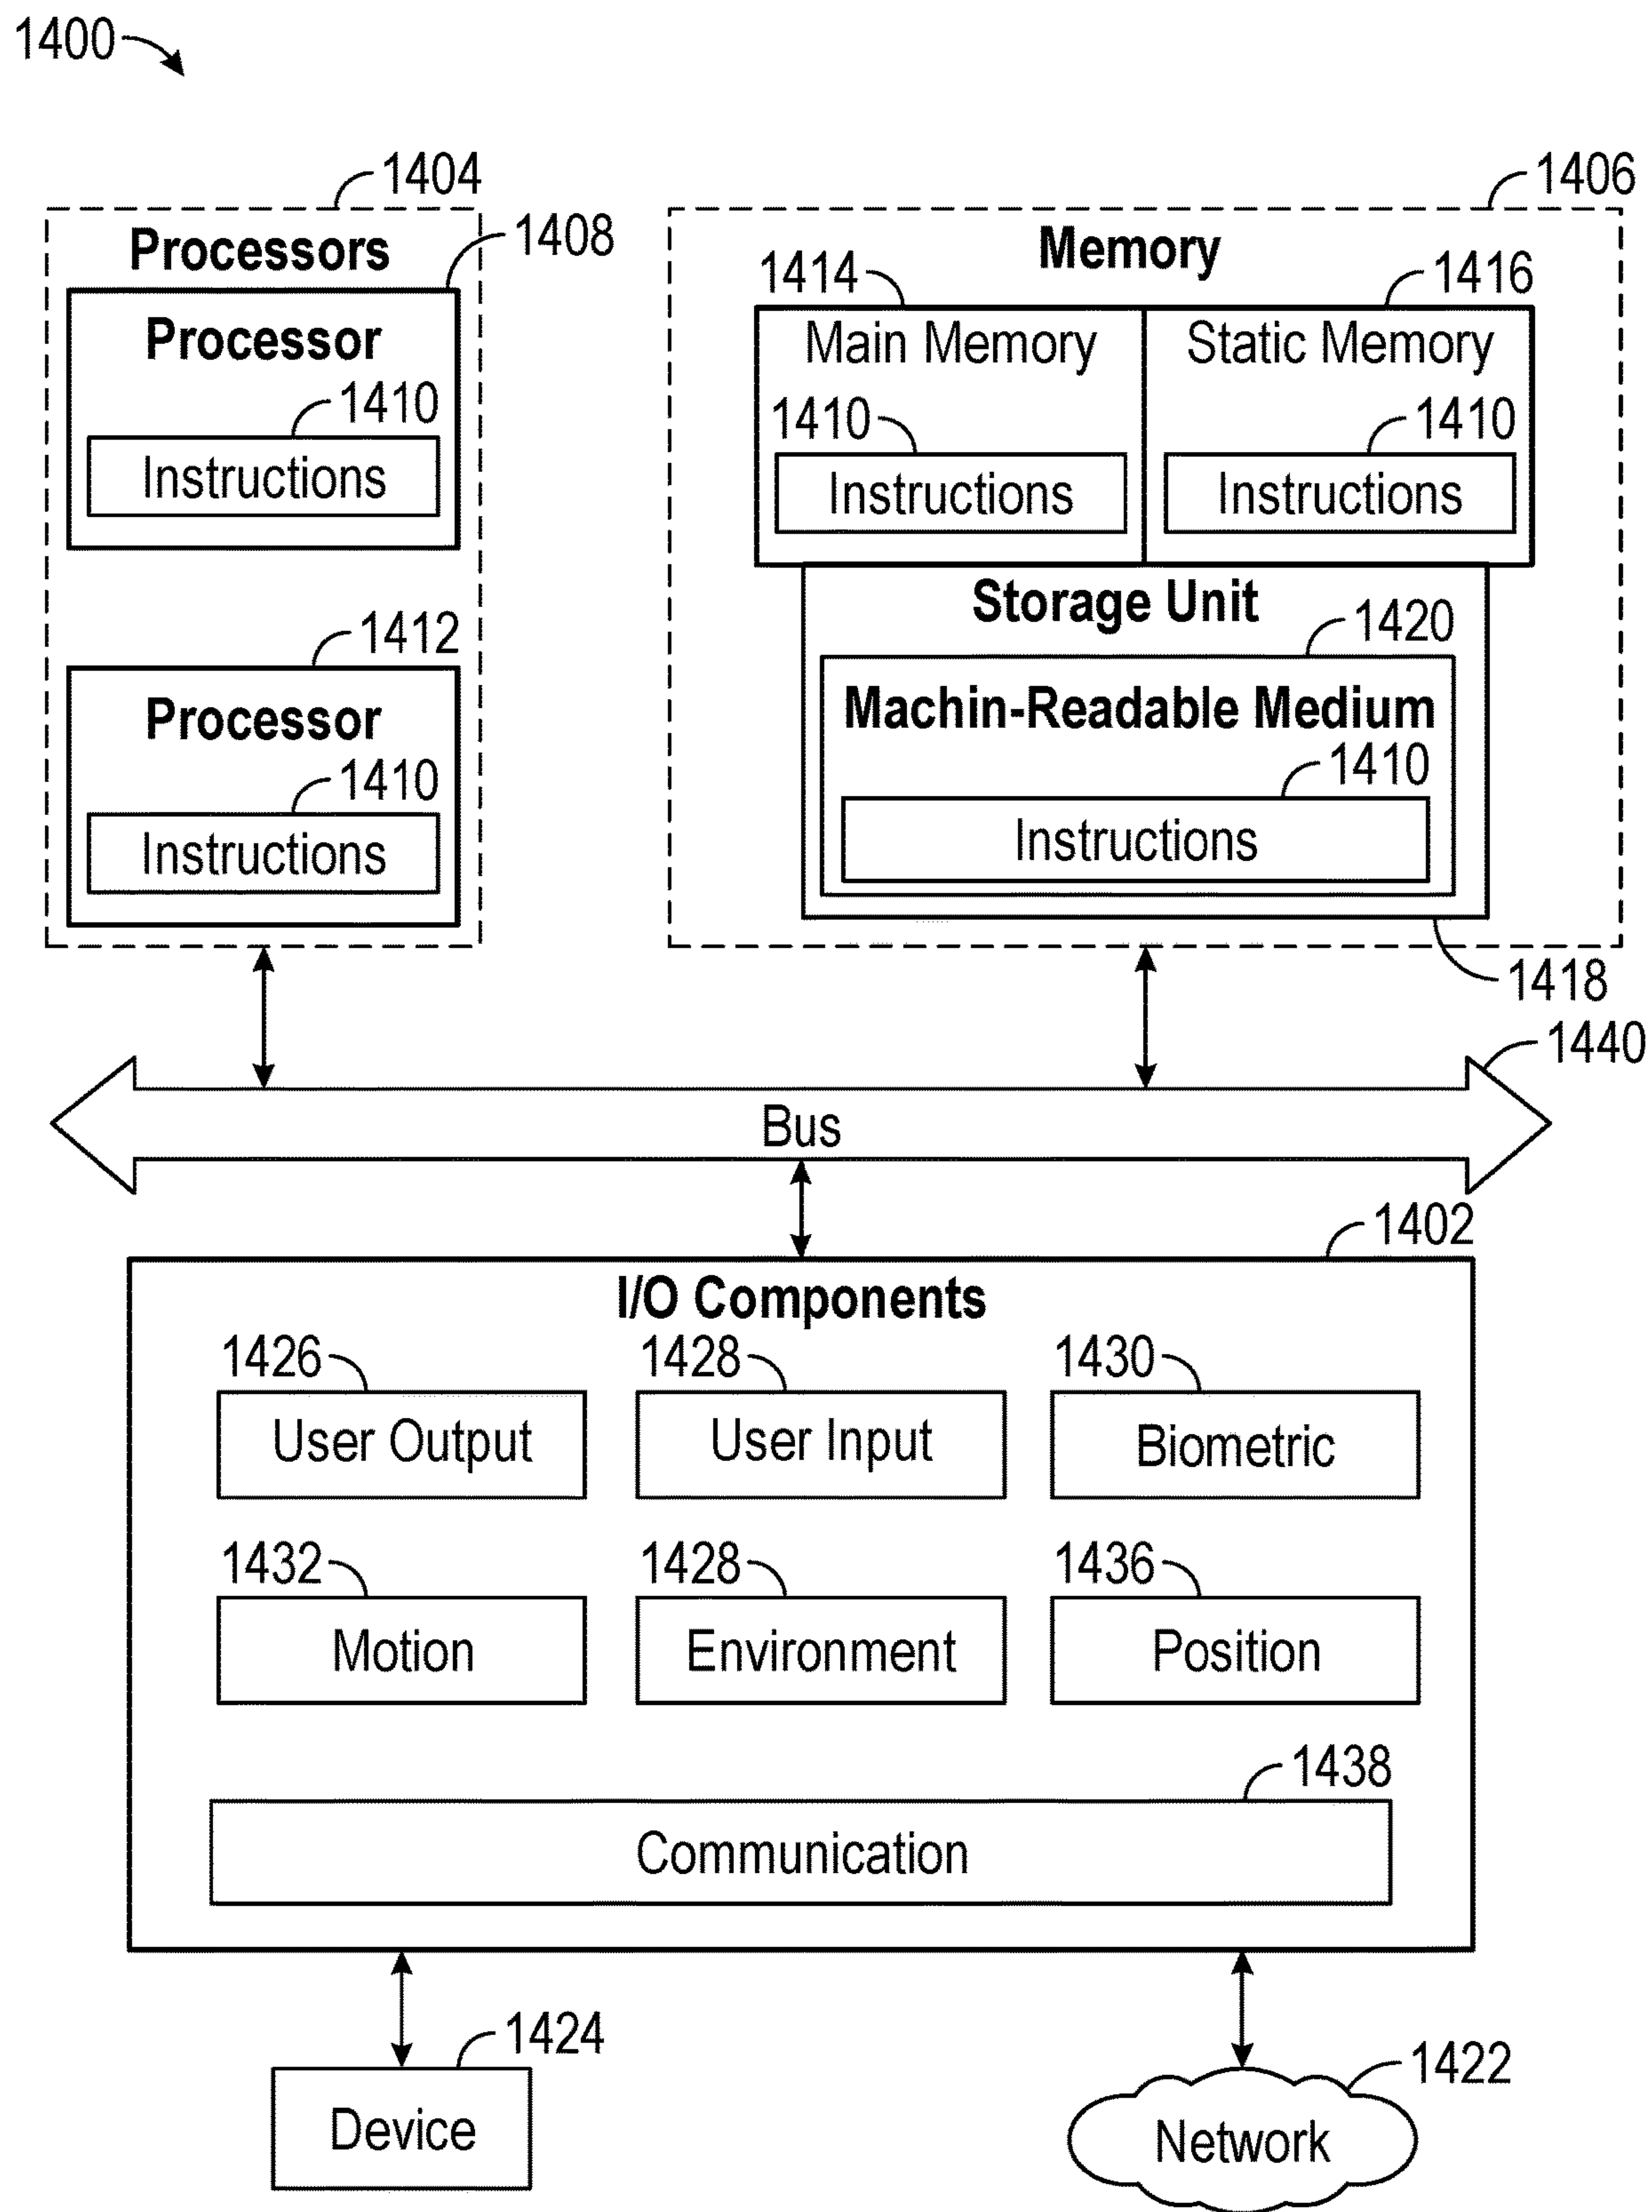 1400
1404
1406
Processors
1408
Memory
1414
1416
Processor
Main Memory
Static Memory
1410
1410
1410
Instructions
Instructions
Instructions
Storage Unit
1412
1420
Processor
Machin-Readable Medium
1410
1410
Instructions
Instructions
1418
1440
Bus
1402
I/O Components
1426
1428
1430
User Output
User Input
Biometric
1432
1428
1436
Motion
Environment
Position
1438
Communication
1424
1422
Device
Network